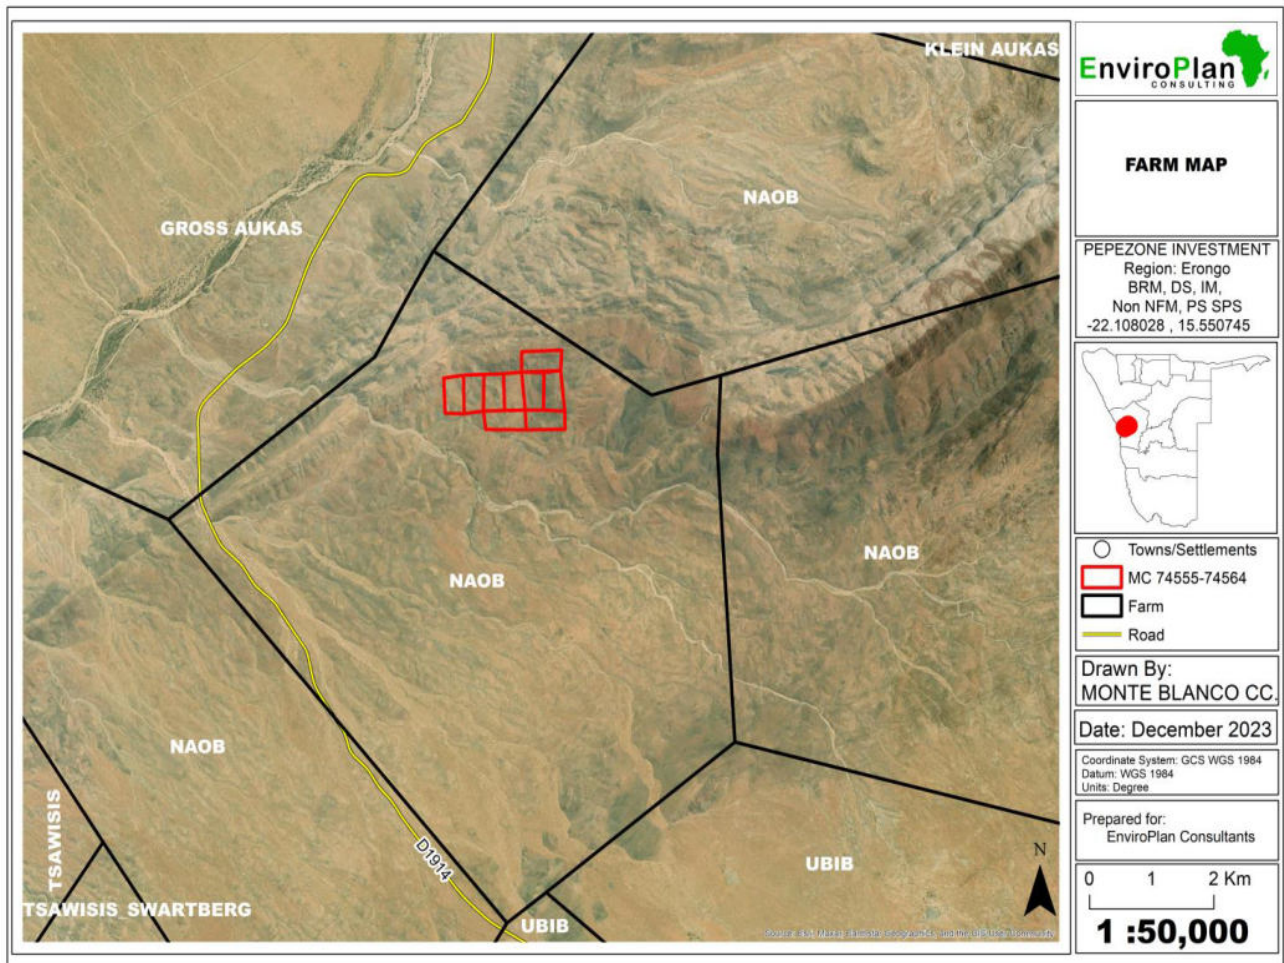 KLEIN AUKAS
NAOB
GROSS AUKAS
NAOB
NAOB
NAOB
TSAWISIS
D1914
UBIB
TSAWISIS_SWARTBERG
UBIB
N
EnviroPlan
CONSULTING
FARM MAP
PEPEZONE INVESTMENT
Region: Erongo
BRM, DS, IM,
Non NFM, PS SPS
-22.108028 , 15.550745
Towns/Settlements
MC 74555-74564
Farm
Road
Drawn By:
MONTE BLANCO CC.
Date: December 2023
Coordinate System: GCS WGS 1984
Datum: WGS 1984
Units: Degree
Prepared for:
EnviroPlan Consultants
0 1 2 Km
1 :50,000